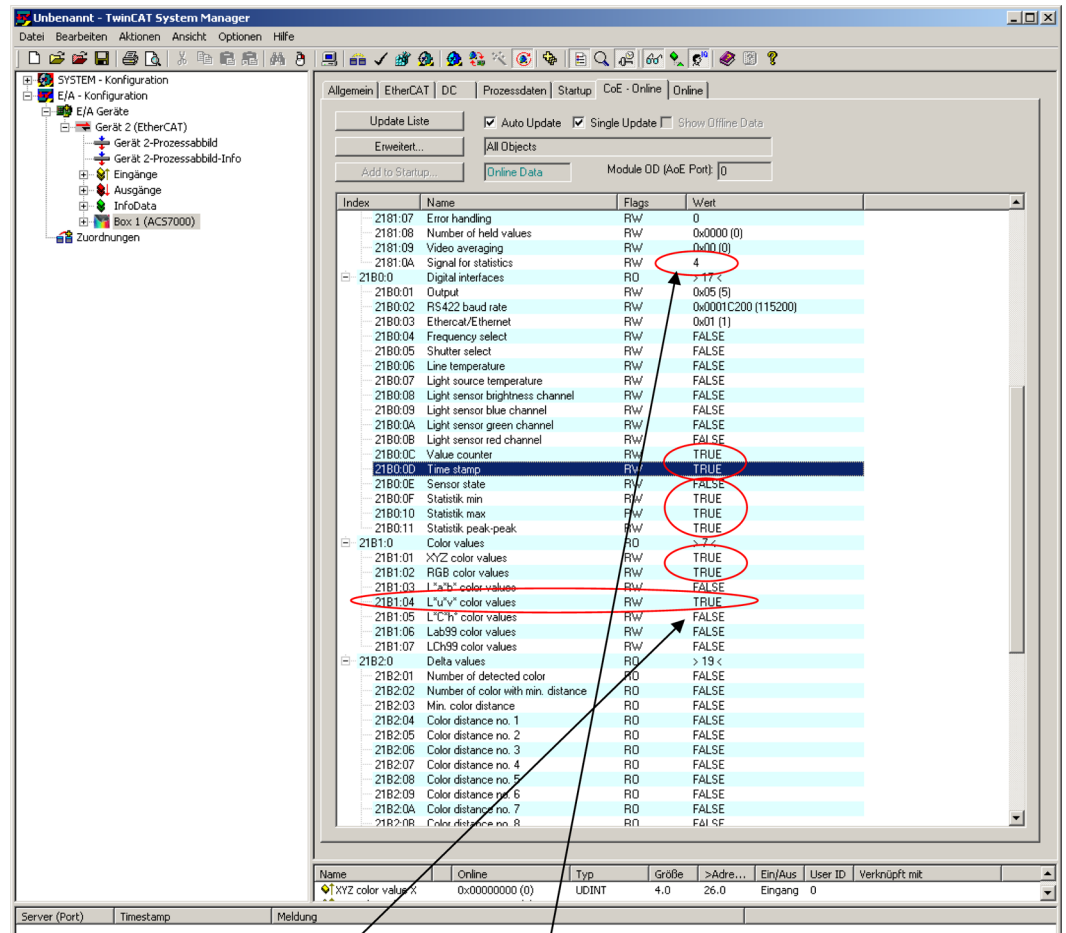 Unbenannt - TwinCAT System Manager
Datei Bearbeiten Aktionen Ansicht Optionen Hilfe
SYSTEM - Konfiguration
E/A - Konfiguration
E/A Geräte
Gerät 2 (EtherCAT)
Gerät 2-Prozessabbild
Gerät 2-Prozessabbild-Info
Eingänge
Ausgänge
InfoData
Box 1 (ACS7000)
Zuordnungen
Allgemein EtherCAT DC Prozessdaten Startup CoE - Online Online
Update Liste Auto Update Single Update Show Offline Data
Erweitert... All Objects
Add to Startup... Online Data Module OD (AoE Port): 0
Index Name Flags Wert
2181:07 Error handling RW 0
2181:08 Number of held values RW 0x0000 (0)
2181:09 Video averaging RW 0x00 (0)
2181:0A Signal for statistics RW 4
21B0:0 Digital interfaces RO > 17 <
21B0:01 Output RW 0x05 (5)
21B0:02 RS422 baud rate RW 0x0001C200 (115200)
21B0:03 Ethercat/Ethernet RW 0x01 (1)
21B0:04 Frequency select RW FALSE
21B0:05 Shutter select RW FALSE
21B0:06 Line temperature RW FALSE
21B0:07 Light source temperature RW FALSE
21B0:08 Light sensor brightness channel RW FALSE
21B0:09 Light sensor blue channel RW FALSE
21B0:0A Light sensor green channel RW FALSE
21B0:0B Light sensor red channel RW FALSE
21B0:0C Value counter RW TRUE
21B0:0D Time stamp RW TRUE
21B0:0E Sensor state RW FALSE
21B0:0F Statistik min RW TRUE
21B0:10 Statistik max RW TRUE
21B0:11 Statistik peak-peak RW TRUE
21B1:0 Color values RO > 7 <
21B1:01 XYZ color values RW TRUE
21B1:02 RGB color values RW TRUE
21B1:03 L*a*b* color values RW FALSE
21B1:04 L*u*v* color values RW TRUE
21B1:05 L*C*h* color values RW FALSE
21B1:06 Lab99 color values RW FALSE
21B1:07 LCh99 color values RW FALSE
21B2:0 Delta values RO > 19 <
21B2:01 Number of detected color RO FALSE
21B2:02 Number of color with min. distance RO FALSE
21B2:03 Min. color distance RO FALSE
21B2:04 Color distance no. 1 RO FALSE
21B2:05 Color distance no. 2 RO FALSE
21B2:06 Color distance no. 3 RO FALSE
21B2:07 Color distance no. 4 RO FALSE
21B2:08 Color distance no. 5 RO FALSE
21B2:09 Color distance no. 6 RO FALSE
21B2:0A Color distance no. 7 RO FALSE
21B2:0B Color distance no. 8 RO FALSE
Name Online Typ Größe >Adre... Ein/Aus User ID Verknüpft mit
XYZ color value X 0x00000000 (0) UDINT 4.0 26.0 Eingang 0
Server (Port) Timestamp Meldung